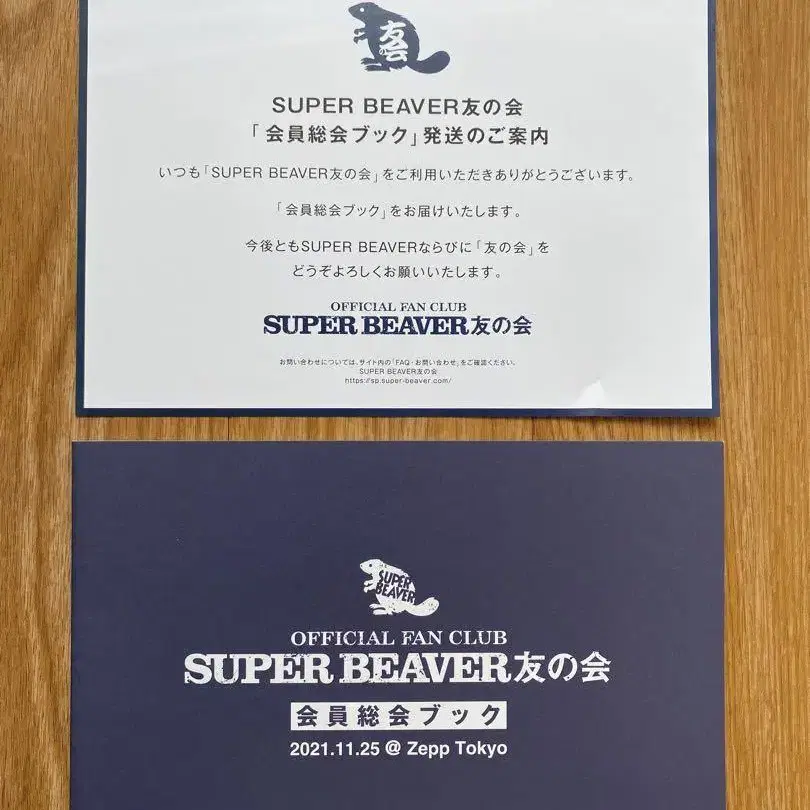 友の会
SUPER BEAVER友の会
「会員総会ブック」発送のご案内
いつも「SUPER BEAVER友の会」をご利用いただきありがとうございます。
「会員総会ブック」をお届けいたします。
今後ともSUPER BEAVERならびに「友の会」を
どうぞよろしくお願いいたします。
OFFICIAL FAN CLUB
SUPER BEAVER友の会
お問い合わせについては、サイト内の「FAQ・お問い合わせ」をご確認ください。
SUPER BEAVER友の会
https://sp.super-beaver.com/
SUPER
BEAVER
OFFICIAL FAN CLUB
SUPER BEAVER友の会
会員総会ブック
2021.11.25 @ Zepp Tokyo